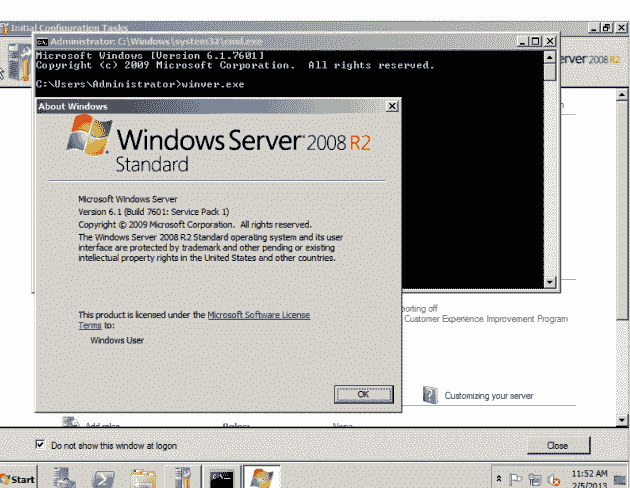 Initial Configuration Tasks
Administrator: C:\Windows\system32\cmd.exe
Microsoft Windows [Version 6.1.7601]
Copyright (c) 2009 Microsoft Corporation. All rights reserved.
C:\Users\Administrator>winver.exe
erver 2008 R2
About Windows
Windows Server 2008 R2
Standard
Microsoft Windows Server
Version 6.1 (Build 7601: Service Pack 1)
Copyright © 2009 Microsoft Corporation. All rights reserved.
The Windows Server 2008 R2 Standard operating system and its user
interface are protected by trademark and other pending or existing
intellectual property rights in the United States and other countries.
This product is licensed under the Microsoft Software License
Terms to:
Windows User
OK
orting off
Customer Experience Improvement Program
Customizing your server
Add roles
Roles:
None
Do not show this window at logon
Close
Start
11:52 AM
2/5/2013